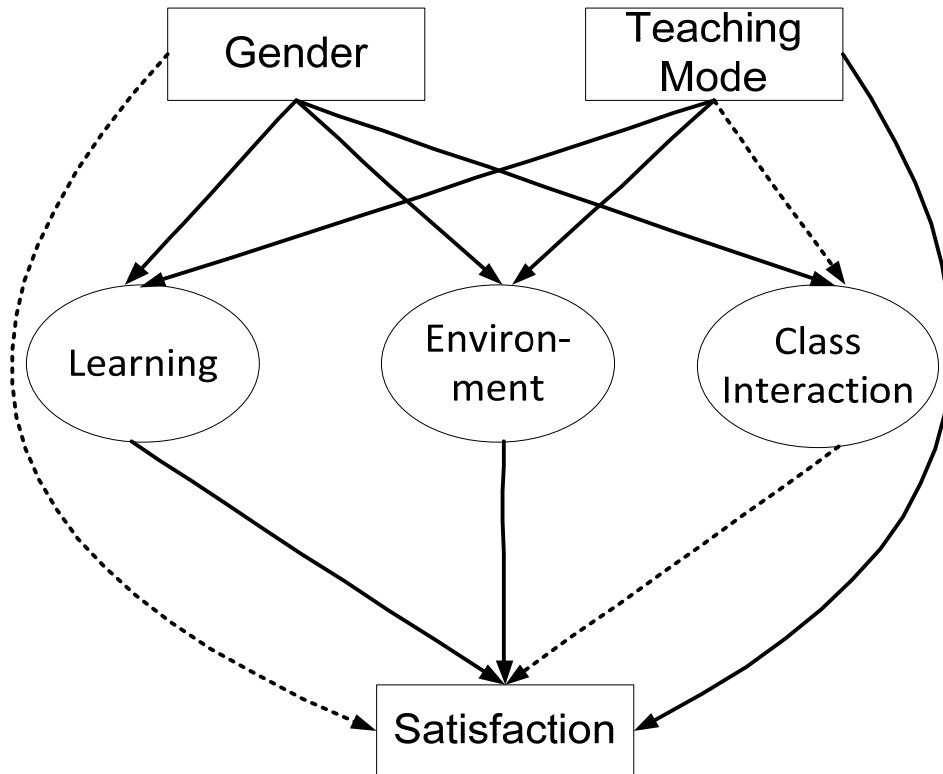 Gender
Teaching
Mode
Learning
Environ-
ment
Class
Interaction
Satisfaction